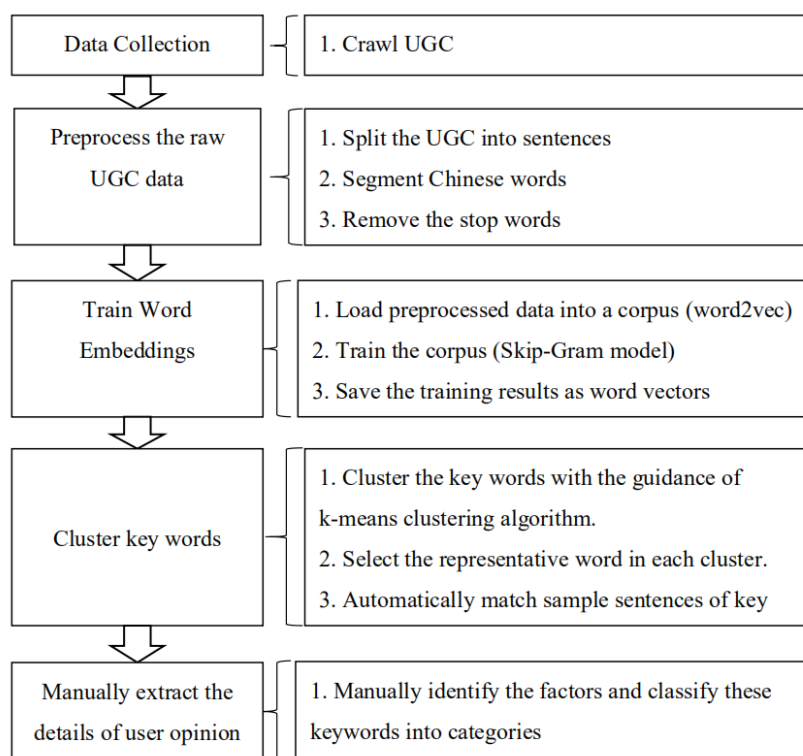 Data Collection
1. Crawl UGC
Preprocess the raw
UGC data
1. Split the UGC into sentences
2. Segment Chinese words
3. Remove the stop words
Train Word
Embeddings
1. Load preprocessed data into a corpus (word2vec)
2. Train the corpus (Skip-Gram model)
3. Save the training results as word vectors
Cluster key words
1. Cluster the key words with the guidance of
k-means clustering algorithm.
2. Select the representative word in each cluster.
3. Automatically match sample sentences of key
Manually extract the
details of user opinion
1. Manually identify the factors and classify these
keywords into categories